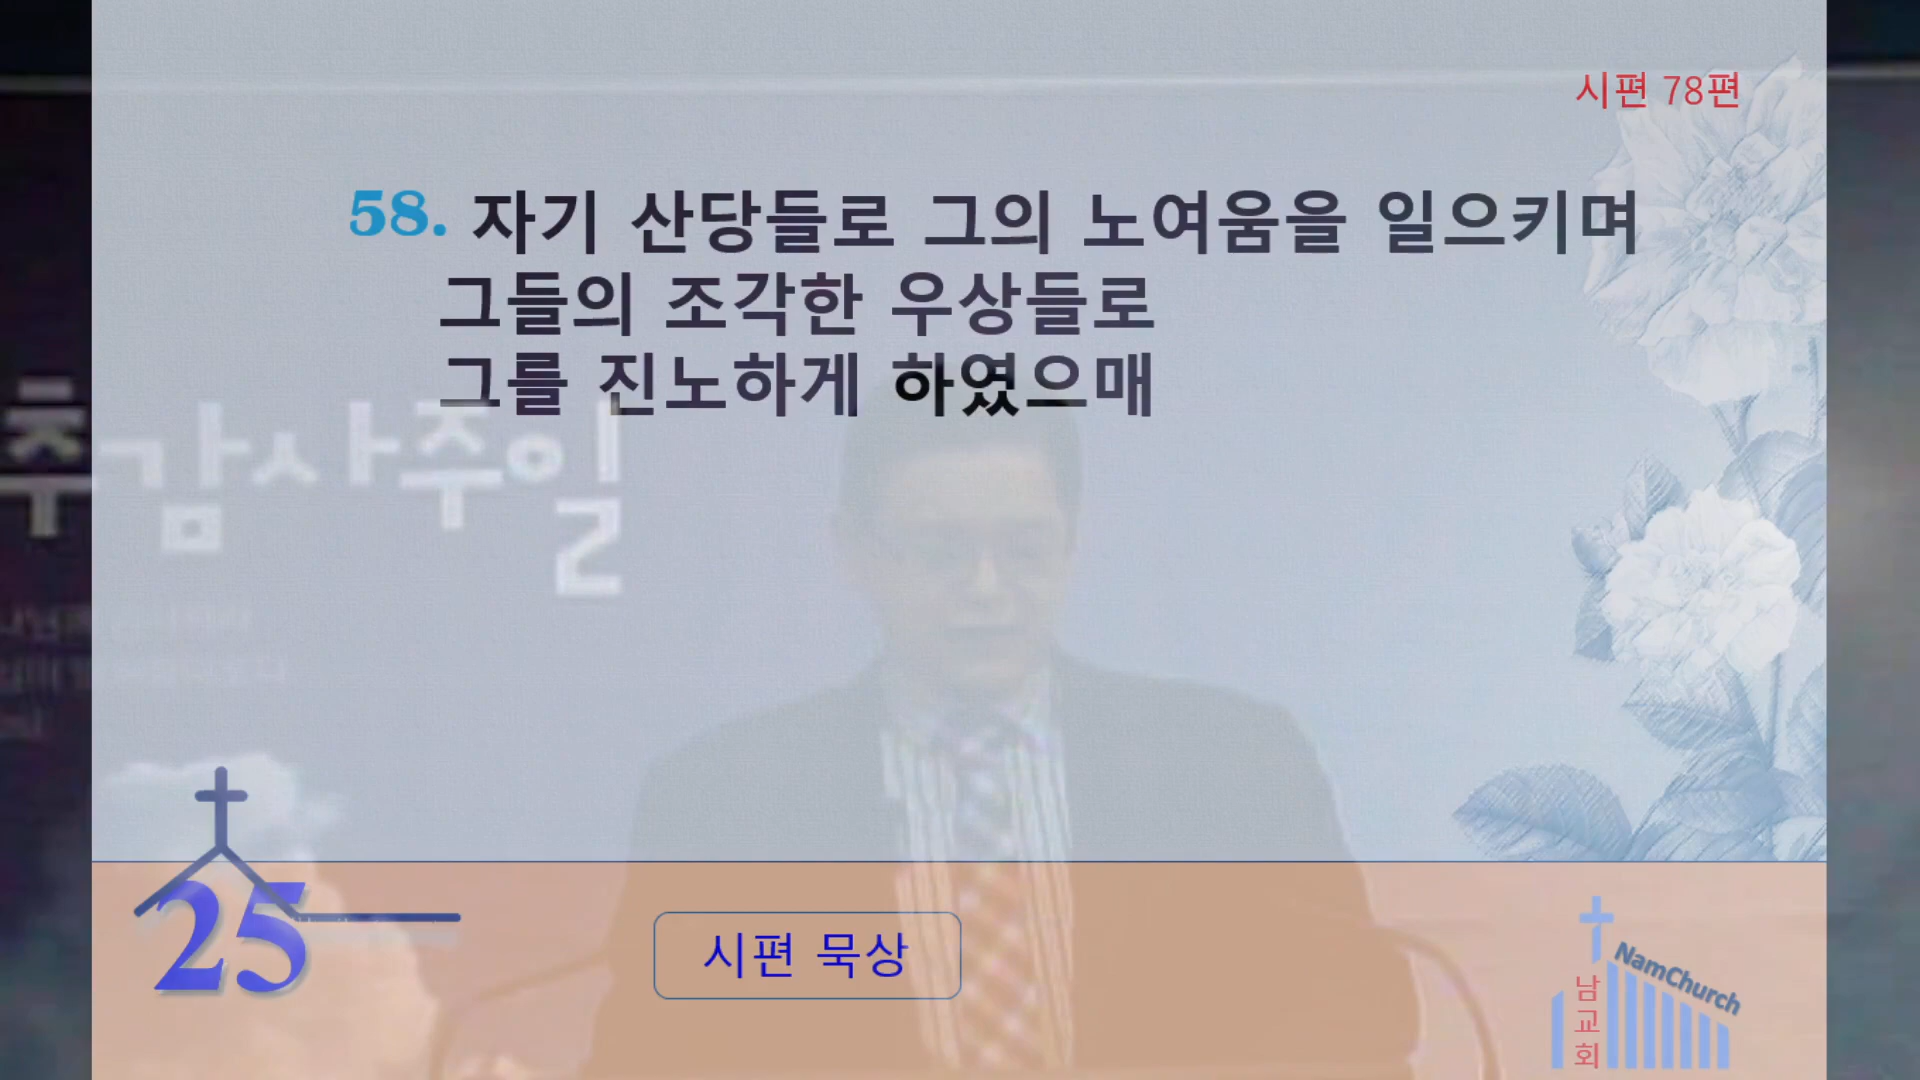 시편 78편
58. 자기 산당들로 그의 노여움을 일으키며
그들의 조각한 우상들로
그를 진노하게 하였으매
추감사주일
25
시편 묵상
NamChurch
남교회